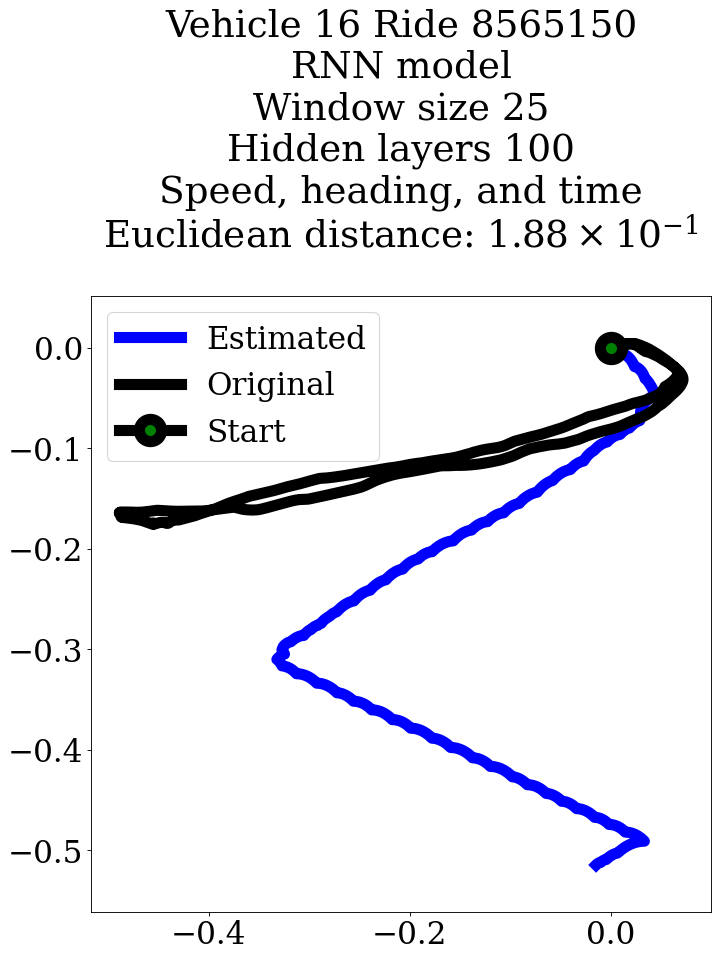 Vehicle 16 Ride 8565150
RNN model
Window size 25
Hidden layers 100
Speed, heading, and time
Euclidean distance: 1.88 × 10⁻¹
Estimated
Original
Start
0.0
−0.1
−0.2
−0.3
−0.4
−0.5
−0.4 −0.2 0.0